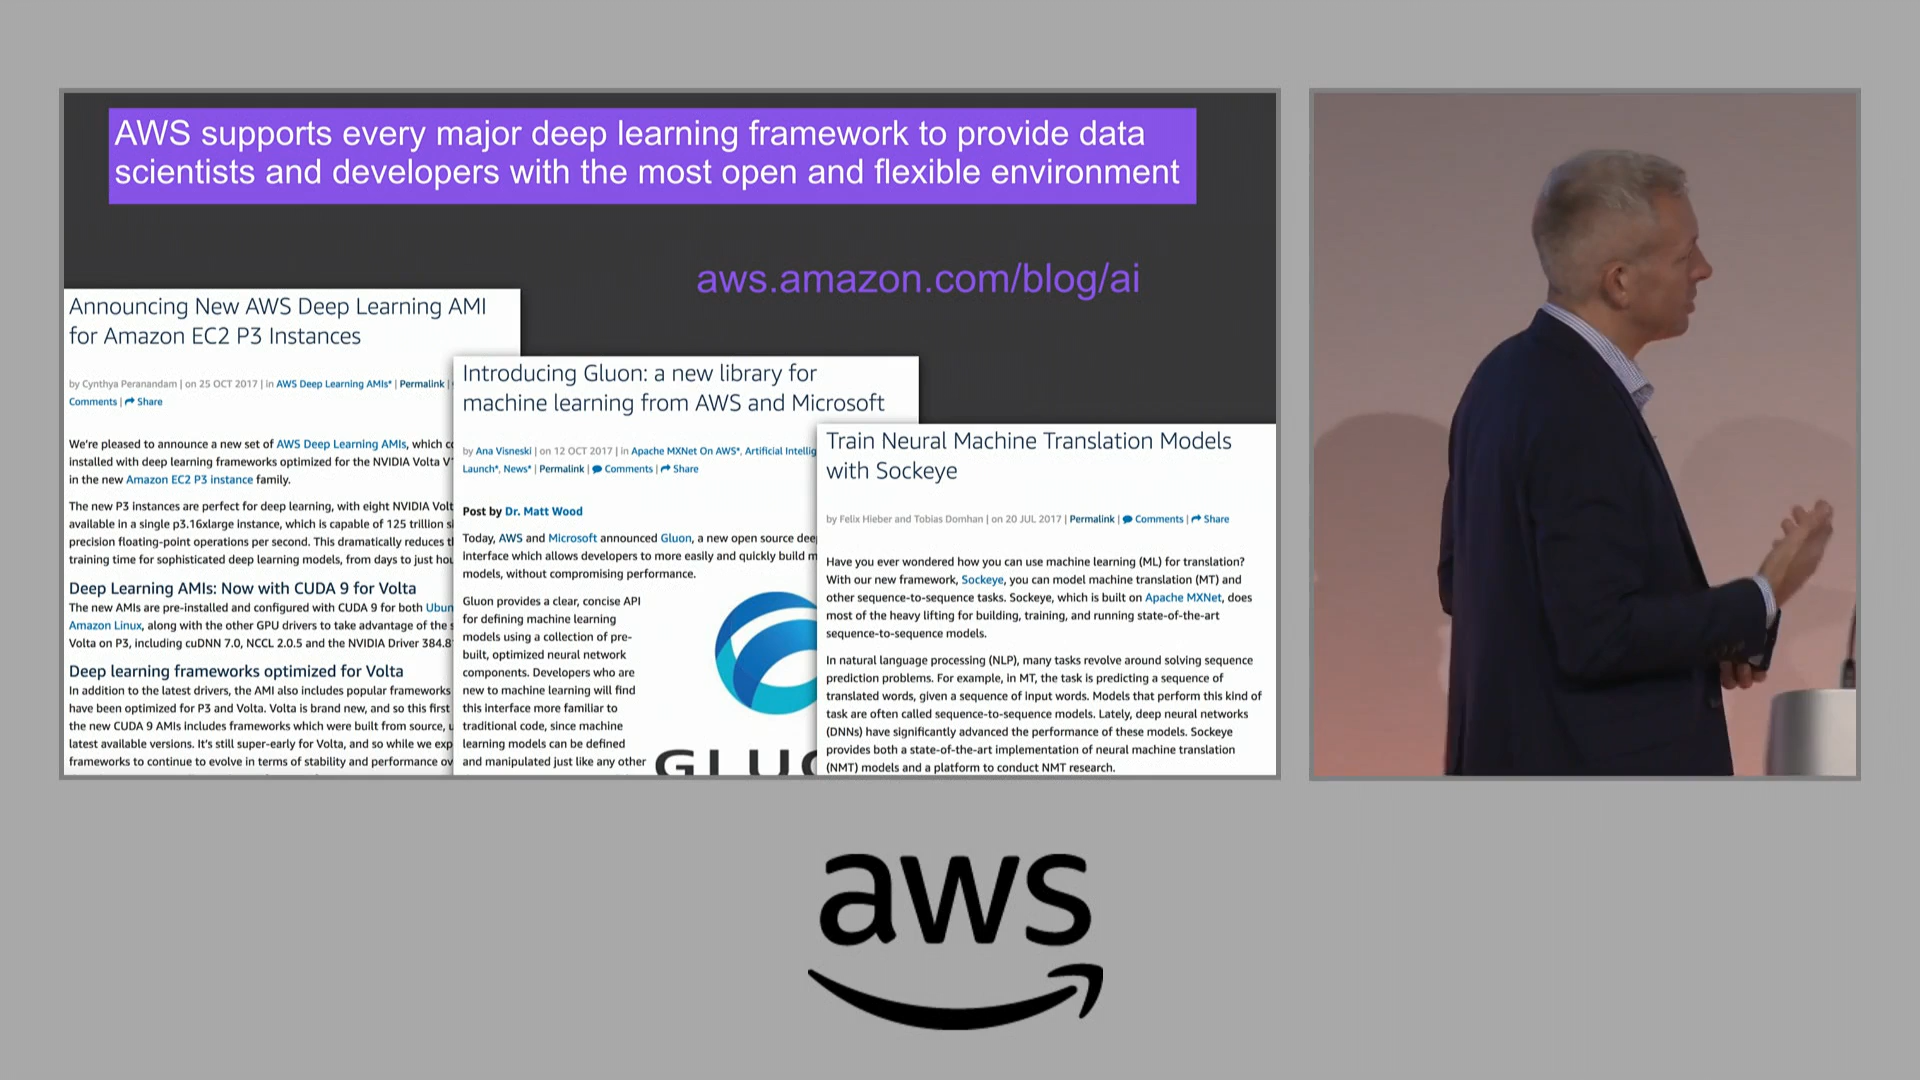 AWS supports every major deep learning framework to provide data
scientists and developers with the most open and flexible environment
aws.amazon.com/blog/ai
Announcing New AWS Deep Learning AMI
for Amazon EC2 P3 Instances
by Cynthya Peranandam | on 25 OCT 2017 | in AWS Deep Learning AMIs* | Permalink |
Comments | Share
We're pleased to announce a new set of AWS Deep Learning AMIs, which
installed with deep learning frameworks optimized for the NVIDIA Volta
in the new Amazon EC2 P3 instance family.
The new P3 instances are perfect for deep learning, with eight NVIDIA
available in a single p3.16xlarge instance, which is capable of 125 trillion
precision floating-point operations per second. This dramatically reduces
training time for sophisticated deep learning models, from days to just
Deep Learning AMIs: Now with CUDA 9 for Volta
The new AMIs are pre-installed and configured with CUDA 9 for both
Amazon Linux, along with the other GPU drivers to take advantage of the
Volta on P3, including cuDNN 7.0, NCCL 2.0.5 and the NVIDIA Driver 384.8
Deep learning frameworks optimized for Volta
In addition to the latest drivers, the AMI also includes popular frameworks
have been optimized for P3 and Volta. Volta is brand new, and so this first
the new CUDA 9 AMIs includes frameworks which were built from source,
latest available versions. It's still super-early for Volta, and so while we
frameworks to continue to evolve in terms of stability and performance
Introducing Gluon: a new library for
machine learning from AWS and Microsoft
by Ana Visneski | on 12 OCT 2017 | in Apache MXNet On AWS*, Artificial
Launch*, News* | Permalink | Comments | Share
Post by Dr. Matt Wood
Today, AWS and Microsoft announced Gluon, a new open source
interface which allows developers to more easily and quickly build
models, without compromising performance.
Gluon provides a clear, concise API
for defining machine learning
models using a collection of pre-
built, optimized neural network
components. Developers who are
new to machine learning will find
this interface more familiar to
traditional code, since machine
learning models can be defined
and manipulated just like any other
Train Neural Machine Translation Models
with Sockeye
by Felix Hieber and Tobias Domhan | on 20 JUL 2017 | Permalink | Comments | Share
Have you ever wondered how you can use machine learning (ML) for translation?
With our new framework, Sockeye, you can model machine translation (MT) and
other sequence-to-sequence tasks. Sockeye, which is built on Apache MXNet, does
most of the heavy lifting for building, training, and running state-of-the-art
sequence-to-sequence models.
In natural language processing (NLP), many tasks revolve around solving sequence
prediction problems. For example, in MT, the task is predicting a sequence of
translated words, given a sequence of input words. Models that perform this kind of
task are often called sequence-to-sequence models. Lately, deep neural networks
(DNNs) have significantly advanced the performance of these models. Sockeye
provides both a state-of-the-art implementation of neural machine translation
(NMT) models and a platform to conduct NMT research.
aws